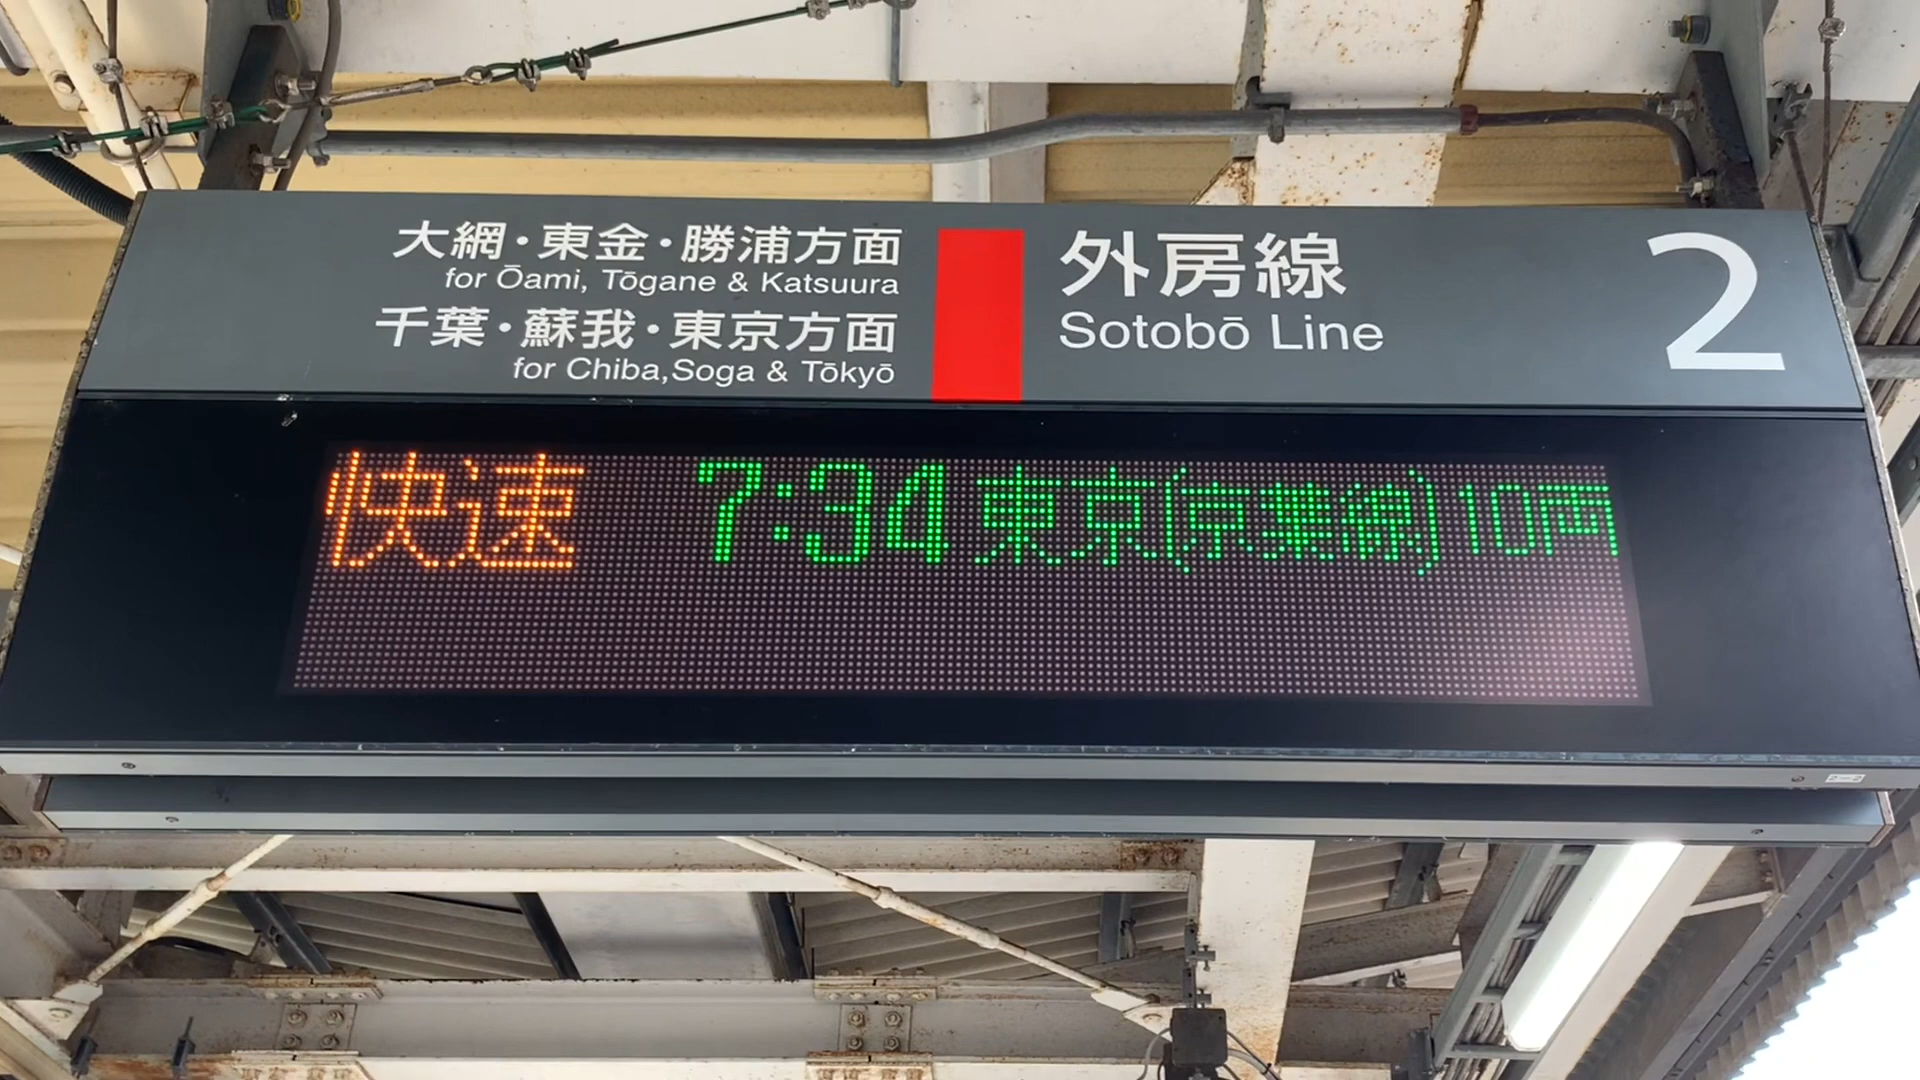 大網・東金・勝浦方面
for Ōami, Tōgane & Katsuura
千葉・蘇我・東京方面
for Chiba,Soga & Tōkyō
外房線
Sotobō Line
2
快速 7:34 東京(京葉線) 10両